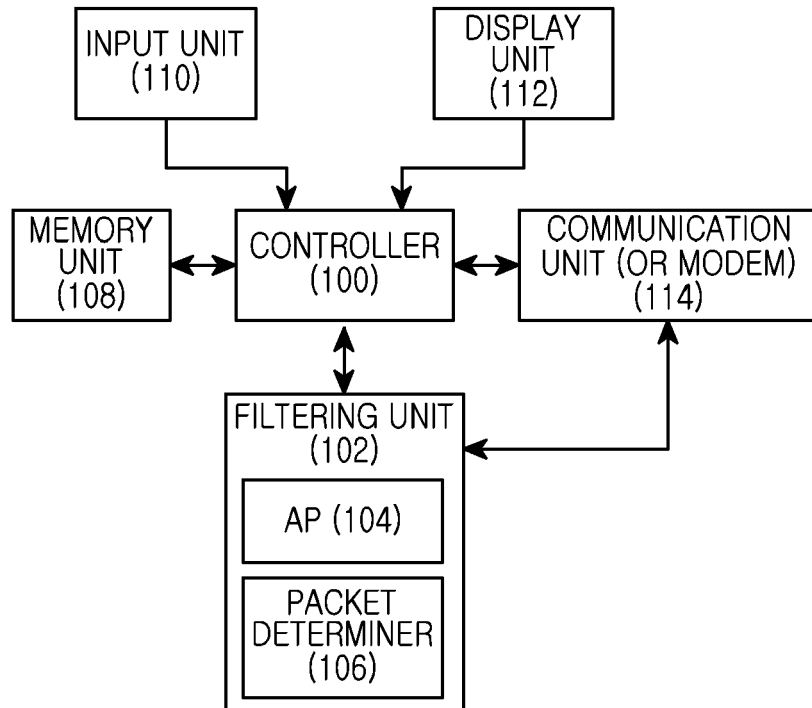 INPUT UNIT
(110)
DISPLAY
UNIT
(112)
MEMORY
UNIT
(108)
CONTROLLER
(100)
COMMUNICATION
UNIT (OR MODEM)
(114)
FILTERING UNIT
(102)
AP (104)
PACKET
DETERMINER
(106)